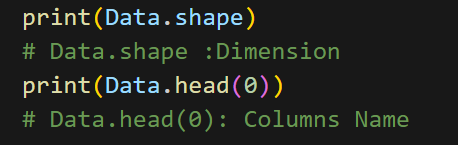 print(Data.shape)
# Data.shape :Dimension
print(Data.head(0))
# Data.head(0): Columns Name